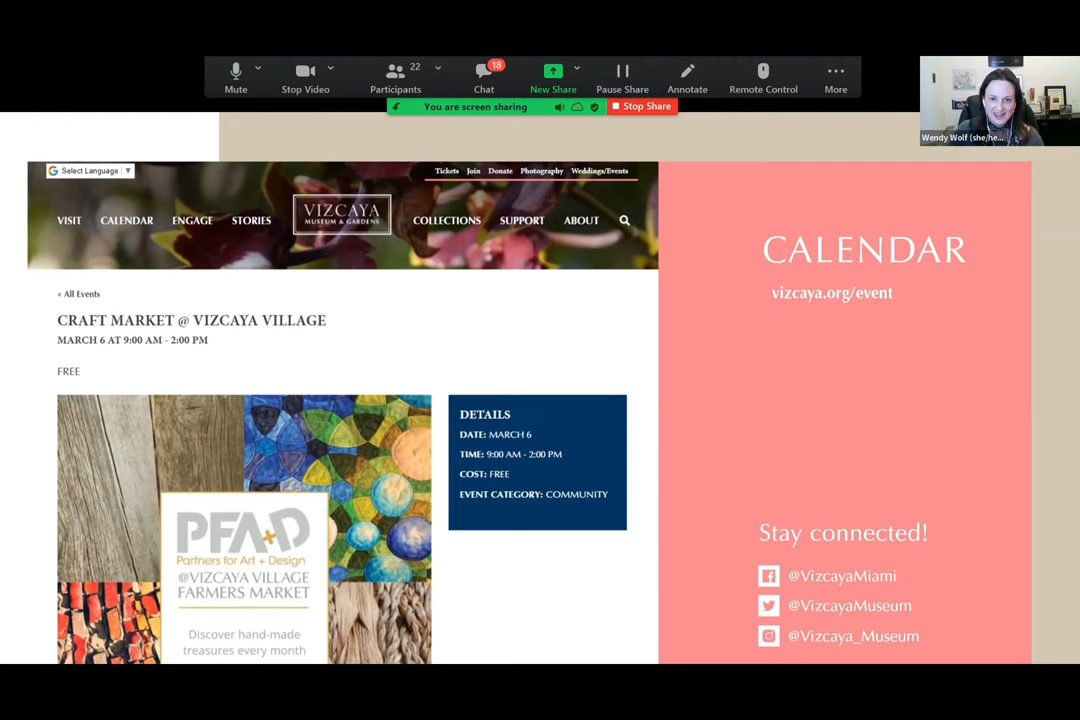 22
18
Mute
Stop Video
Participants
Chat
New Share
Pause Share
Annotate
Remote Control
More
You are screen sharing
Stop Share
Wendy Wolf (she/he...
Select Language
Tickets Join Donate Photography Weddings/Events
VISIT CALENDAR ENGAGE STORIES
VIZCAYA
MUSEUM & GARDENS
COLLECTIONS SUPPORT ABOUT
« All Events
CRAFT MARKET @ VIZCAYA VILLAGE
MARCH 6 AT 9:00 AM - 2:00 PM
FREE
PFA+D
Partners for Art + Design
@VIZCAYA VILLAGE
FARMERS MARKET
Discover hand-made
treasures every month
DETAILS
DATE: MARCH 6
TIME: 9:00 AM - 2:00 PM
COST: FREE
EVENT CATEGORY: COMMUNITY
CALENDAR
vizcaya.org/event
Stay connected!
@VizcayaMiami
@VizcayaMuseum
@Vizcaya_Museum